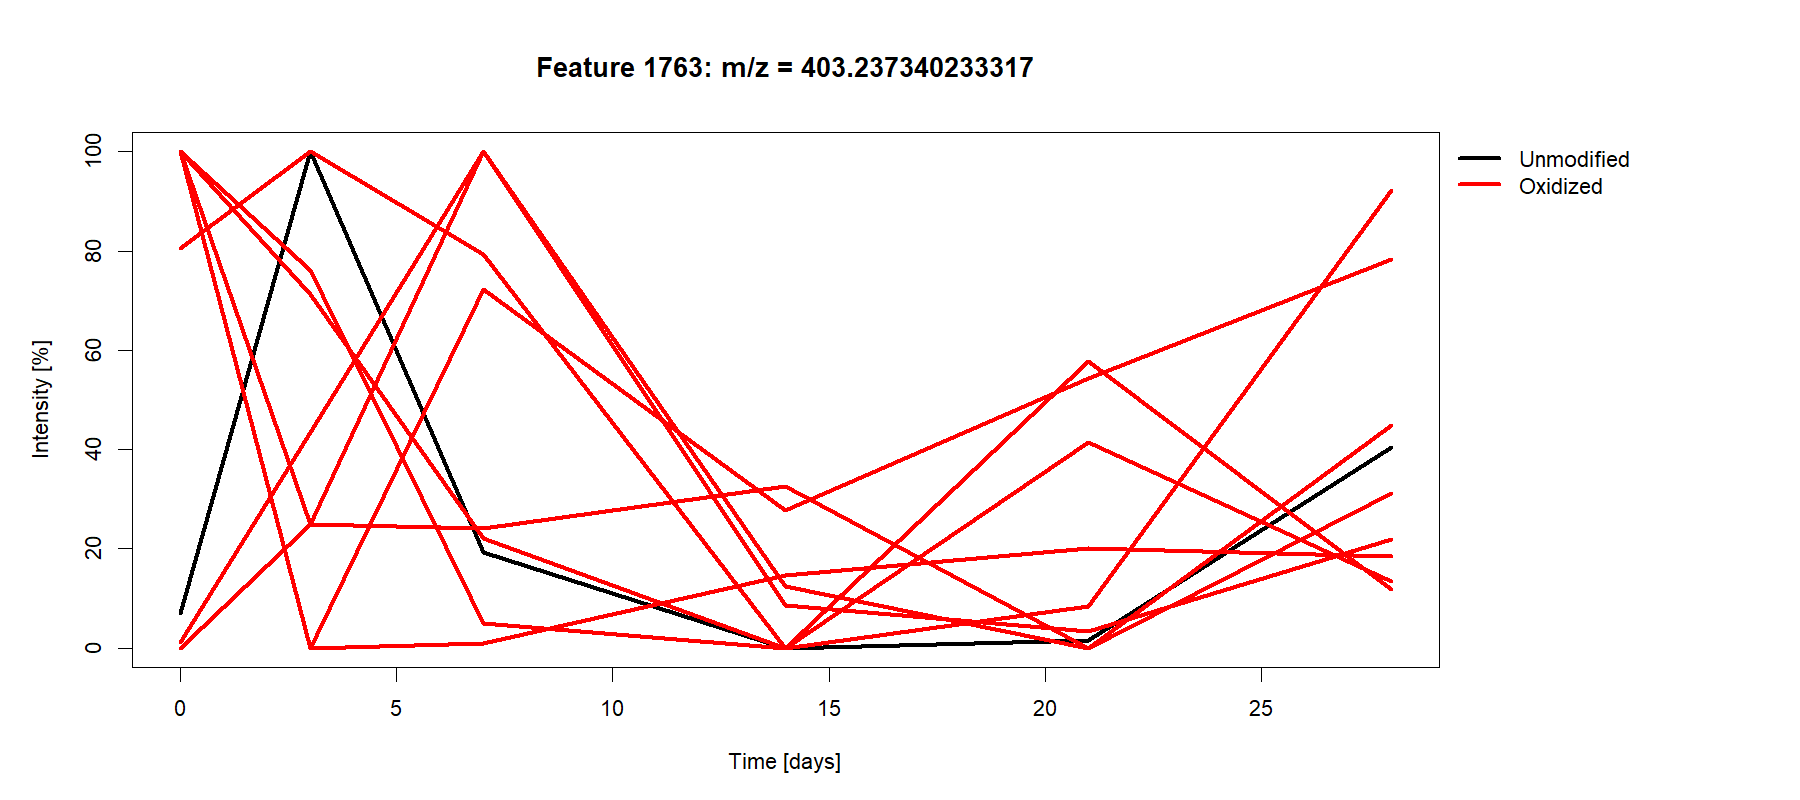 Feature 1763: m/z = 403.237340233317
Unmodified
Oxidized
100
80
60
40
20
0
Intensity [%]
0 5 10 15 20 25
Time [days]